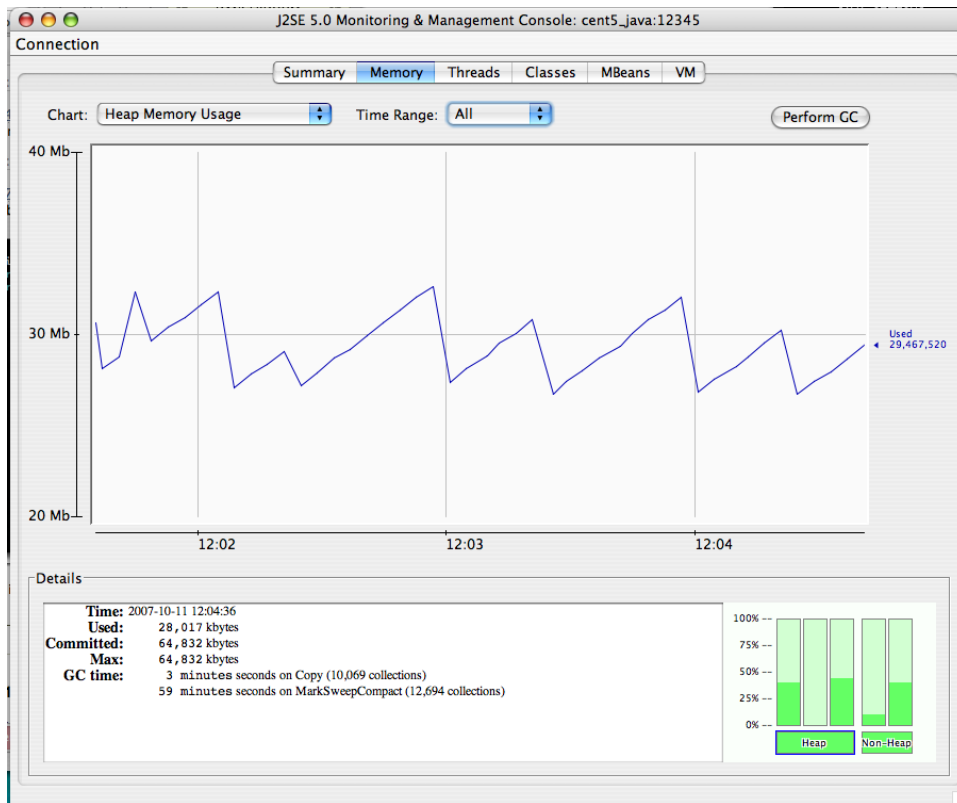 J2SE 5.0 Monitoring & Management Console: cent5_java:12345
Connection
Summary Memory Threads Classes MBeans VM
Chart: Heap Memory Usage Time Range: All Perform GC
40 Mb
30 Mb
Used
29,467,520
20 Mb
12:02 12:03 12:04
Details
Time: 2007-10-11 12:04:36
Used: 28,017 kbytes
Committed: 64,832 kbytes
Max: 64,832 kbytes
GC time: 3 minutes seconds on Copy (10,069 collections)
59 minutes seconds on MarkSweepCompact (12,694 collections)
100% --
75% --
50% --
25% --
0% --
Heap Non-Heap